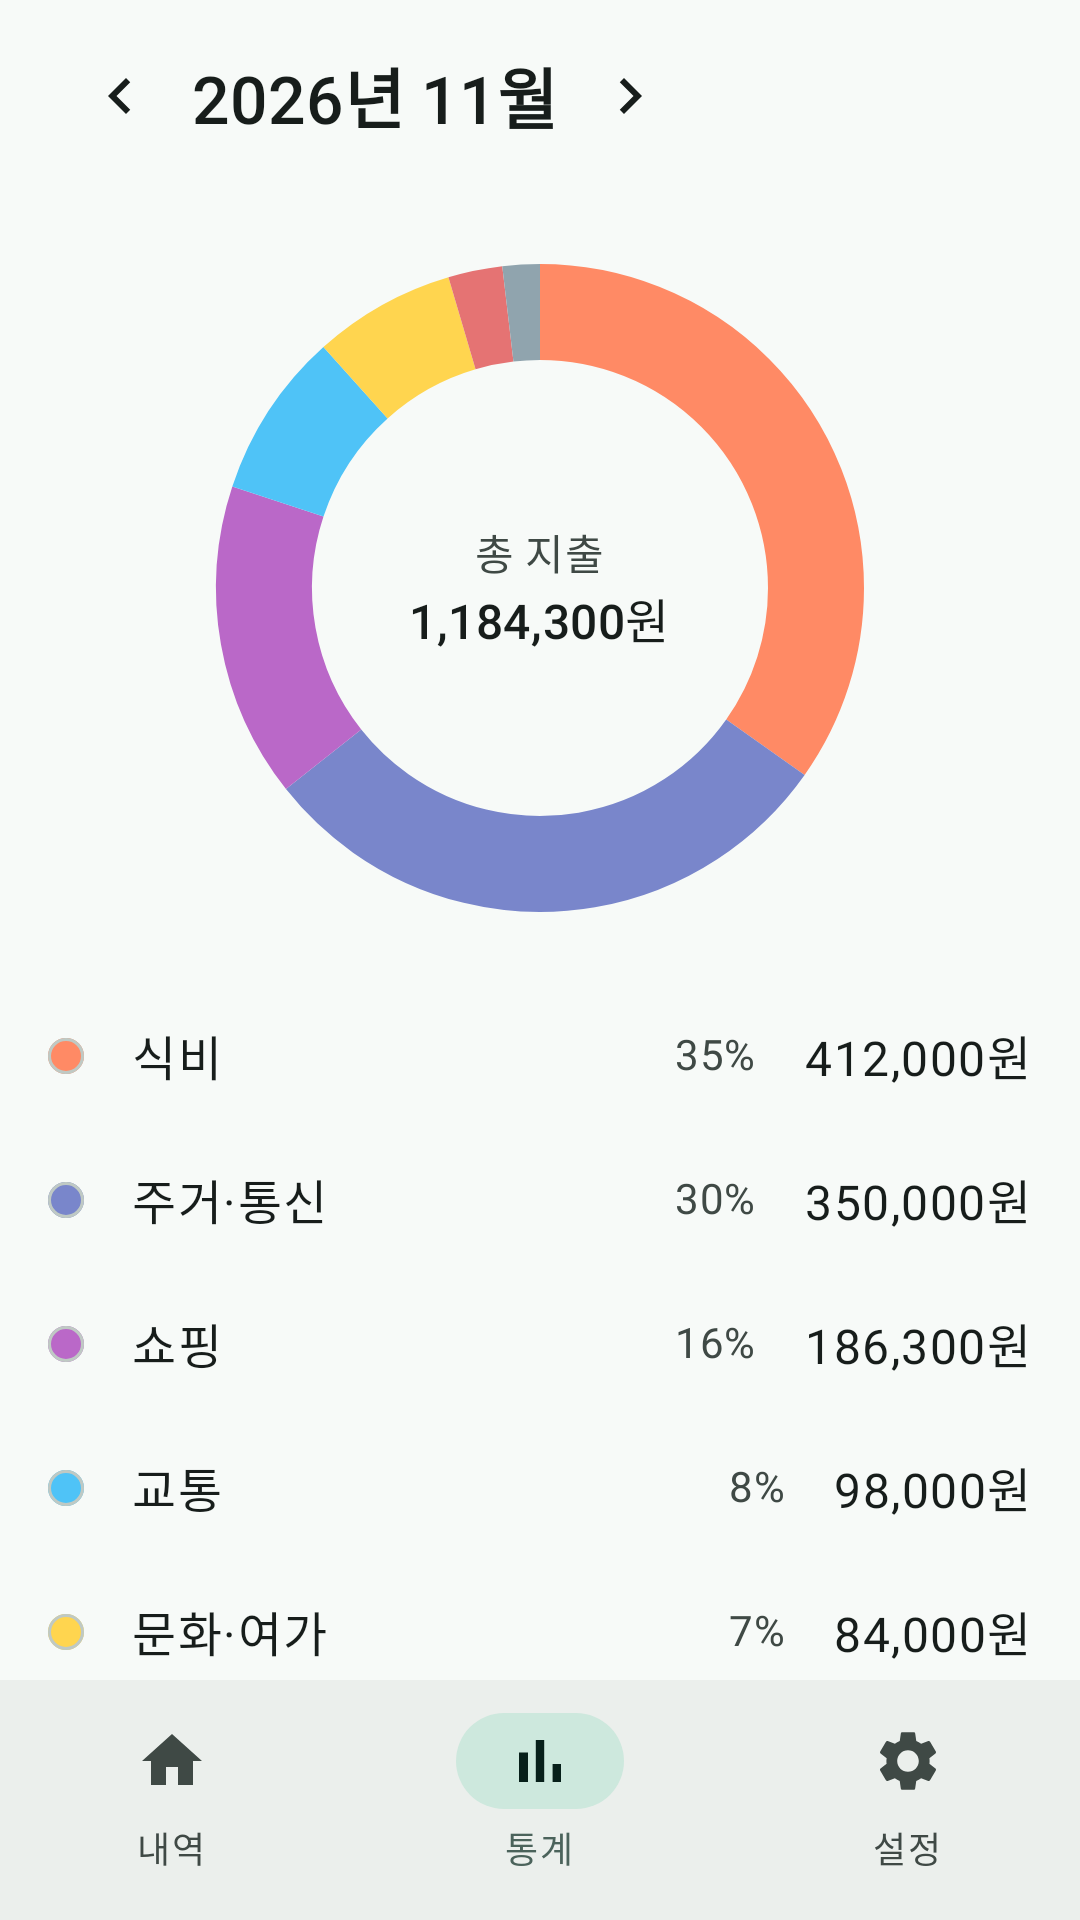 2026년 11월
총 지출
1,184,300원
식비 35% 412,000원
주거·통신 30% 350,000원
쇼핑 16% 186,300원
교통 8% 98,000원
문화·여가 7% 84,000원
내역 통계 설정